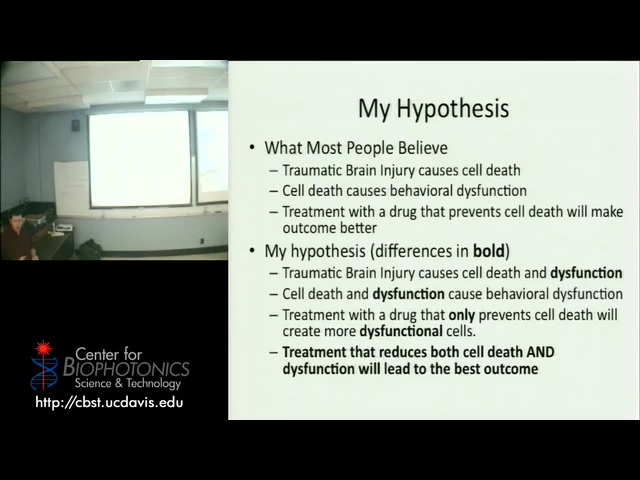 My Hypothesis
• What Most People Believe
– Traumatic Brain Injury causes cell death
– Cell death causes behavioral dysfunction
– Treatment with a drug that prevents cell death will make
outcome better
• My hypothesis (differences in bold)
– Traumatic Brain Injury causes cell death and dysfunction
– Cell death and dysfunction cause behavioral dysfunction
– Treatment with a drug that only prevents cell death will
create more dysfunctional cells.
– Treatment that reduces both cell death AND
dysfunction will lead to the best outcome
Center for
BIOPHOTONICS
Science & Technology
http://cbst.ucdavis.edu